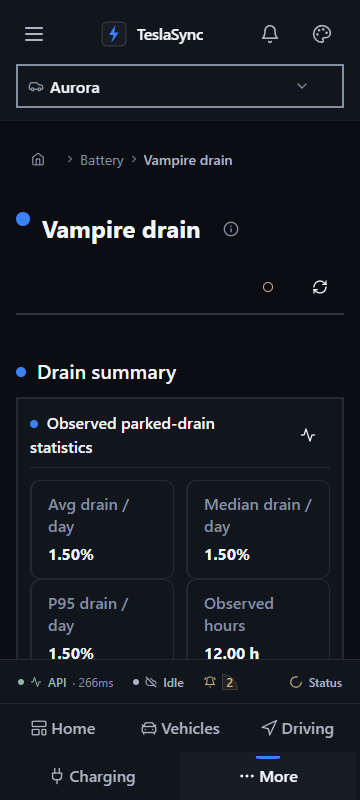 TeslaSync
Aurora
Battery
Vampire drain
Vampire drain
Drain summary
Observed parked-drain
statistics
Avg drain /
day
1.50%
Median drain /
day
1.50%
P95 drain /
day
1.50%
Observed
hours
12.00 h
API · 266ms
Idle
2
Status
Home
Vehicles
Driving
Charging
More